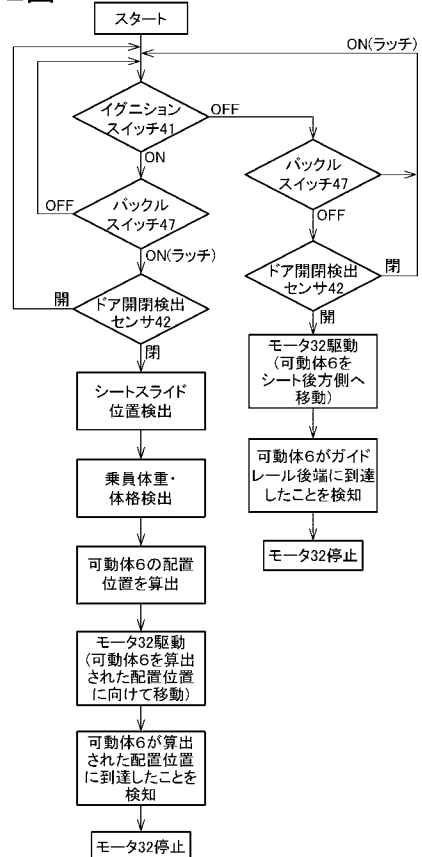 スタート
ON(ラッチ)
イグニション
スイッチ41
OFF
ON
バックル
スイッチ47
OFF
ON(ラッチ)
ドア開閉検出
センサ42
開
閉
シートスライド
位置検出
乗員体重・
体格検出
可動体6の配置
位置を算出
モータ32駆動
(可動体6を算出
された配置位置
に向けて移動)
可動体6が算出
された配置位置
に到達したことを
検知
モータ32停止
バックル
スイッチ47
OFF
ドア開閉検出
センサ42
閉
開
モータ32駆動
(可動体6を
シート後方側へ
移動)
可動体6がガイド
レール後端に到達
したことを検知
モータ32停止